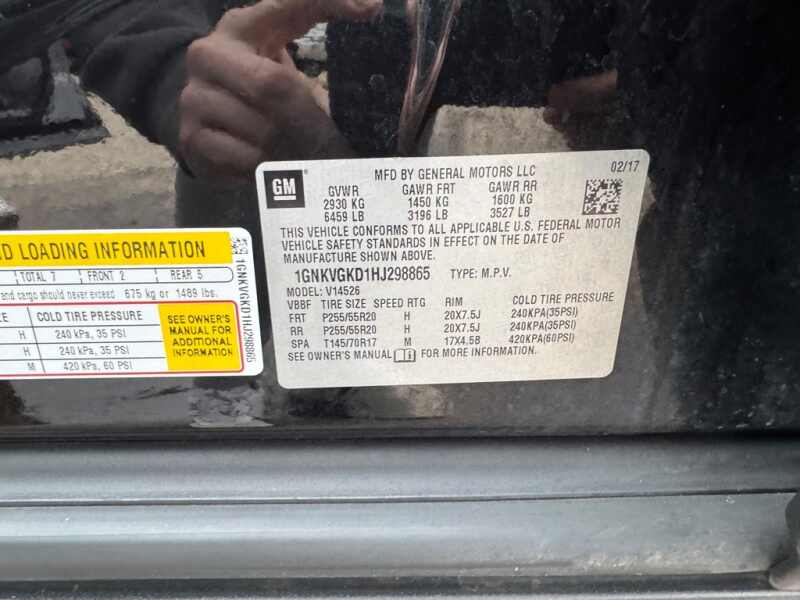 D LOADING INFORMATION
TOTAL 7 FRONT 2 REAR 5
and cargo should never exceed 675 kg or 1489 lbs.
ZE COLD TIRE PRESSURE
H 240 kPa, 35 PSI
H 240 kPa, 35 PSI
M 420 kPa, 60 PSI
SEE OWNER'S
MANUAL FOR
ADDITIONAL
INFORMATION
1GNKVGKD1HJ298865
GM
MFD BY GENERAL MOTORS LLC 02/17
GVWR GAWR FRT GAWR RR
2930 KG 1450 KG 1600 KG
6459 LB 3196 LB 3527 LB
THIS VEHICLE CONFORMS TO ALL APPLICABLE U.S. FEDERAL MOTOR
VEHICLE SAFETY STANDARDS IN EFFECT ON THE DATE OF
MANUFACTURE SHOWN ABOVE.
1GNKVGKD1HJ298865 TYPE: M.P.V.
MODEL: V14526
VBBF TIRE SIZE SPEED RTG RIM COLD TIRE PRESSURE
FRT P255/55R20 H 20X7.5J 240KPA(35PSI)
RR P255/55R20 H 20X7.5J 240KPA(35PSI)
SPA T145/70R17 M 17X4.5B 420KPA(60PSI)
SEE OWNER'S MANUAL FOR MORE INFORMATION.